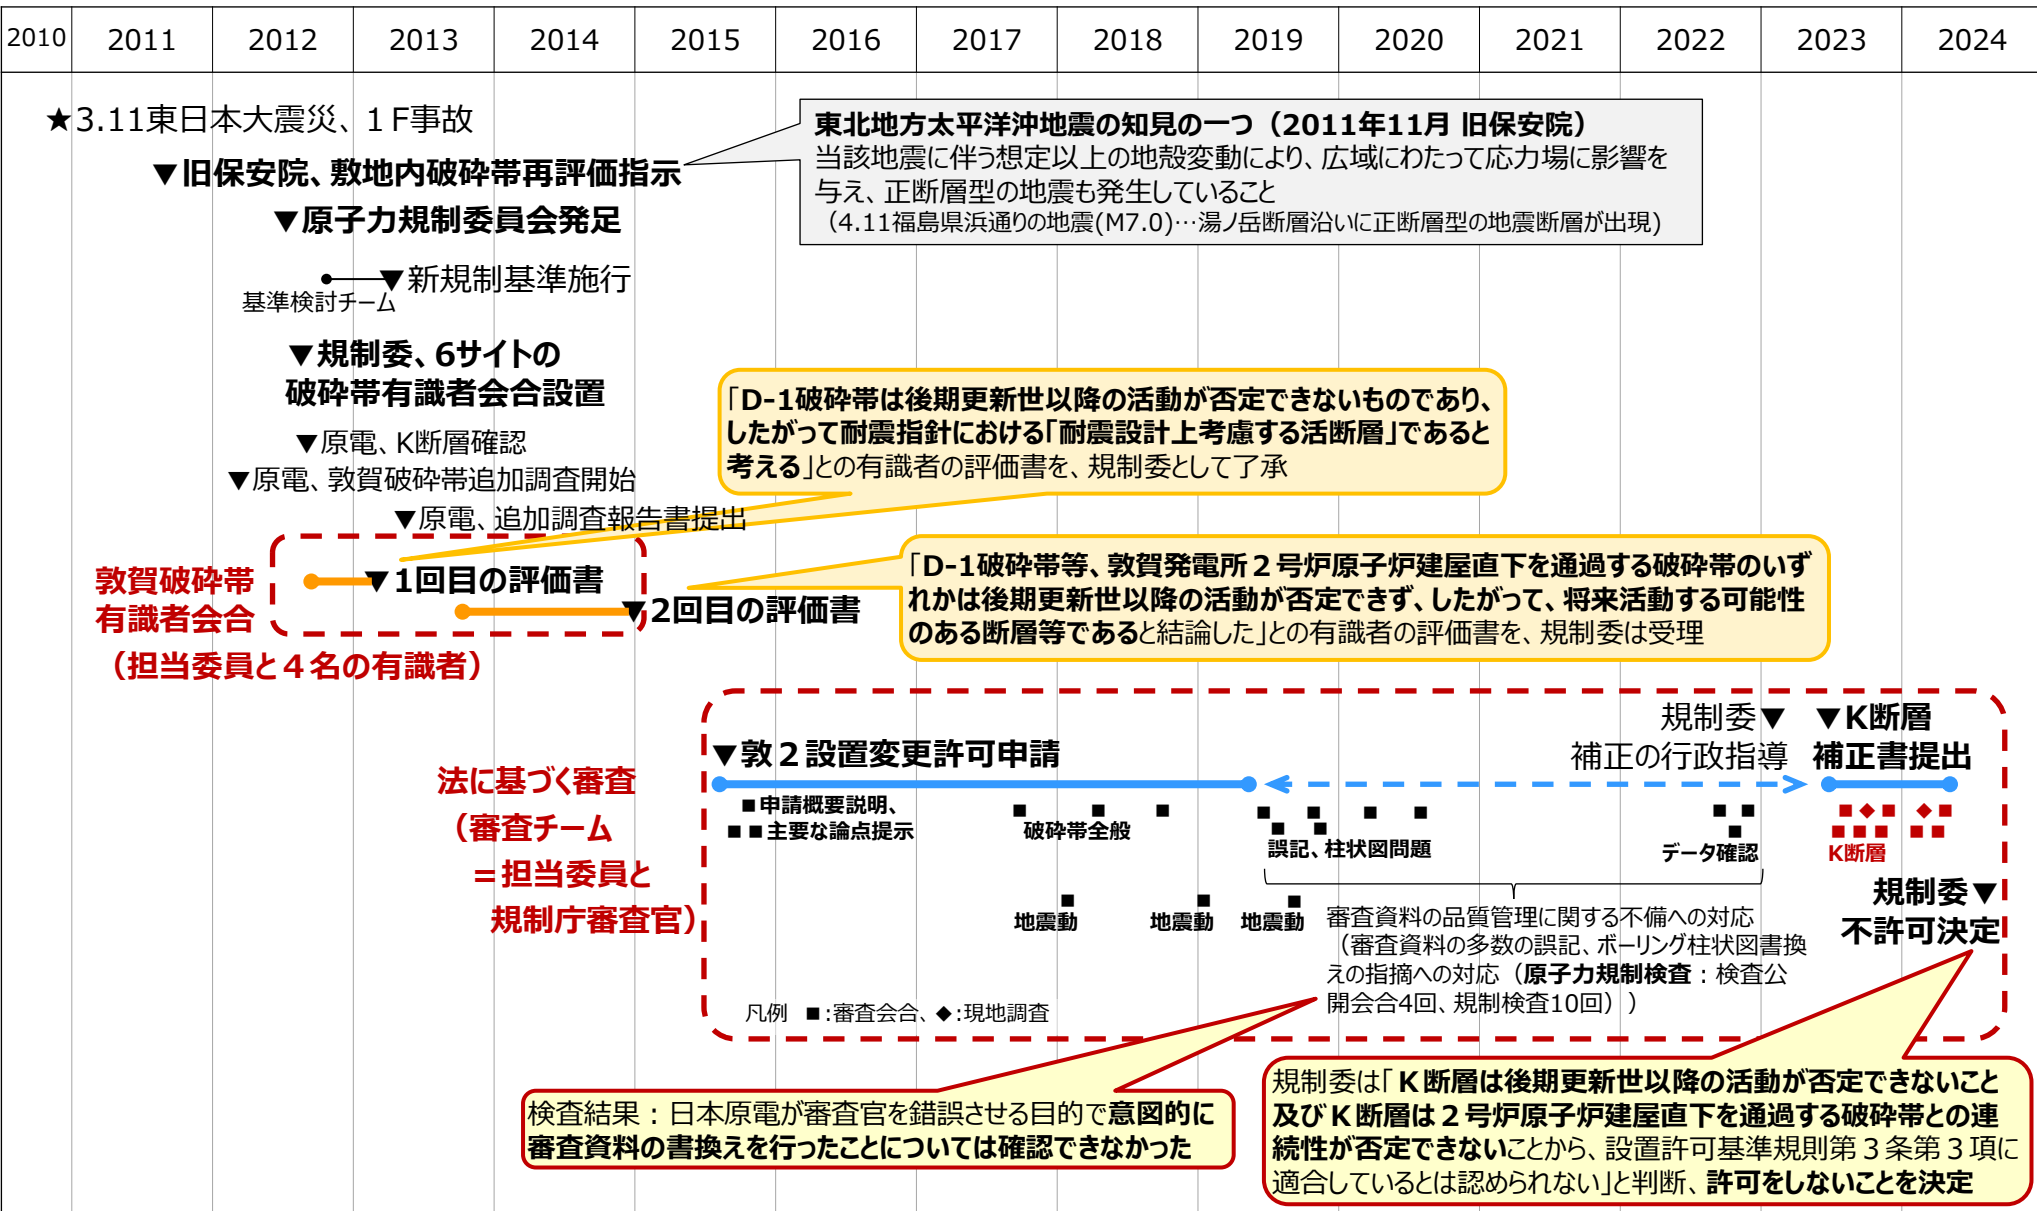 2010 2011 2012 2013 2014 2015 2016 2017 2018 2019 2020 2021 2022 2023 2024
★3.11東日本大震災、1F事故
▼旧保安院、敷地内破砕帯再評価指示
東北地方太平洋沖地震の知見の一つ（2011年11月 旧保安院）
当該地震に伴う想定以上の地殻変動により、広域にわたって応力場に影響を
与え、正断層型の地震も発生していること
（4.11福島県浜通りの地震(M7.0)…湯ノ岳断層沿いに正断層型の地震断層が出現）
▼原子力規制委員会発足
▼新規制基準施行
基準検討チーム
▼規制委、6サイトの
破砕帯有識者会合設置
▼原電、K断層確認
▼原電、敦賀破砕帯追加調査開始
▼原電、追加調査報告書提出
「D-1破砕帯は後期更新世以降の活動が否定できないものであり、
したがって耐震指針における「耐震設計上考慮する活断層」であると
考える」との有識者の評価書を、規制委として了承
敦賀破砕帯
有識者会合
（担当委員と４名の有識者）
▼1回目の評価書
▼2回目の評価書
「D-1破砕帯等、敦賀発電所２号炉原子炉建屋直下を通過する破砕帯のいず
れかは後期更新世以降の活動が否定できず、したがって、将来活動する可能性
のある断層等であると結論した」との有識者の評価書を、規制委は受理
法に基づく審査
（審査チーム
＝担当委員と
規制庁審査官）
▼敦２設置変更許可申請
規制委▼
補正の行政指導
▼K断層
補正書提出
■申請概要説明、
■■主要な論点提示
破砕帯全般
誤記、柱状図問題
データ確認
K断層
地震動
地震動
地震動
審査資料の品質管理に関する不備への対応
（審査資料の多数の誤記、ボーリング柱状図書換
えの指摘への対応（原子力規制検査：検査公
開会合4回、規制検査10回））
規制委▼
不許可決定
凡例 ■:審査会合、◆:現地調査
検査結果：日本原電が審査官を錯誤させる目的で意図的に
審査資料の書換えを行ったことについては確認できなかった
規制委は「Ｋ断層は後期更新世以降の活動が否定できないこと
及びＫ断層は２号炉原子炉建屋直下を通過する破砕帯との連
続性が否定できないことから、設置許可基準規則第３条第３項に
適合しているとは認められない」と判断、許可をしないことを決定